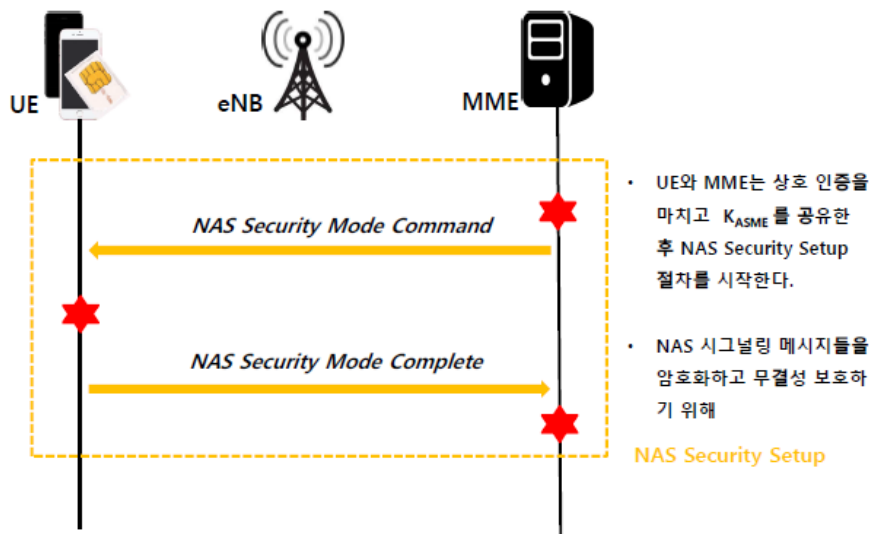 UE
eNB
MME
NAS Security Mode Command
NAS Security Mode Complete
• UE와 MME는 상호 인증을
마치고 KASME 를 공유한
후 NAS Security Setup
절차를 시작한다.
• NAS 시그널링 메시지들을
암호화하고 무결성 보호하
기 위해
NAS Security Setup